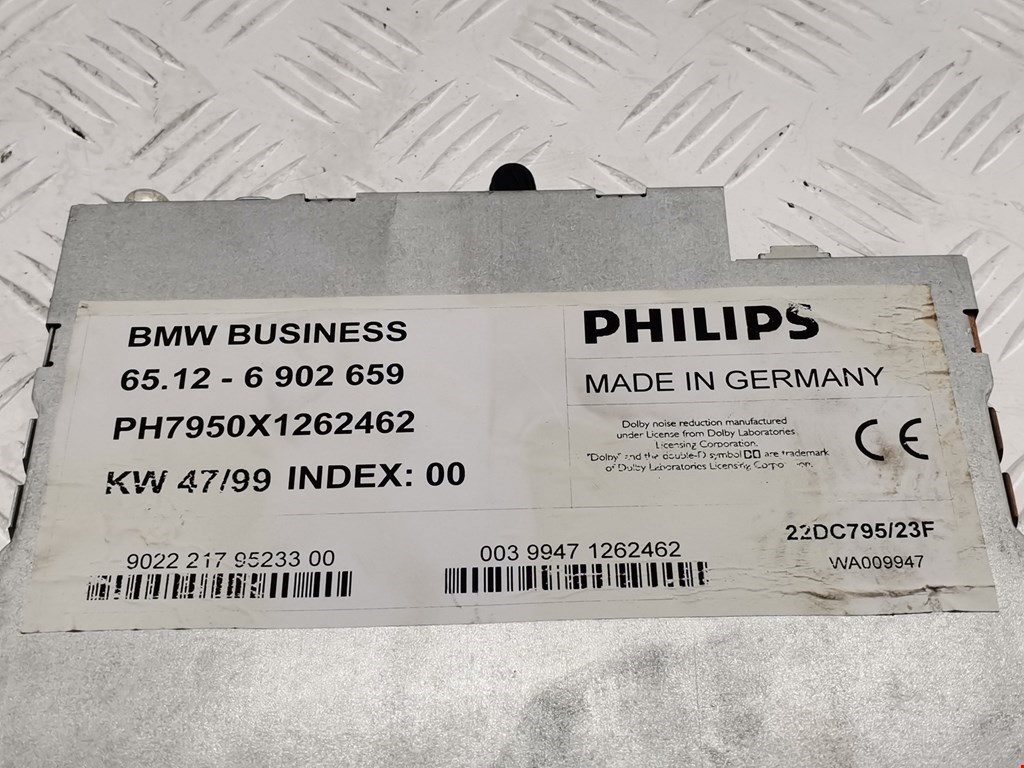 BMW BUSINESS
65.12 - 6 902 659
PH7950X1262462
KW 47/99 INDEX: 00
PHILIPS
MADE IN GERMANY
Dolby noise reduction manufactured
under License from Dolby Laboratories
Licensing Corporation.
"Dolby" and the double-D symbol are trademark
of Dolby Laboratories Licensing Corporation.
CE
22DC795/23F
WA009947
9022 217 95233 00
003 9947 1262462